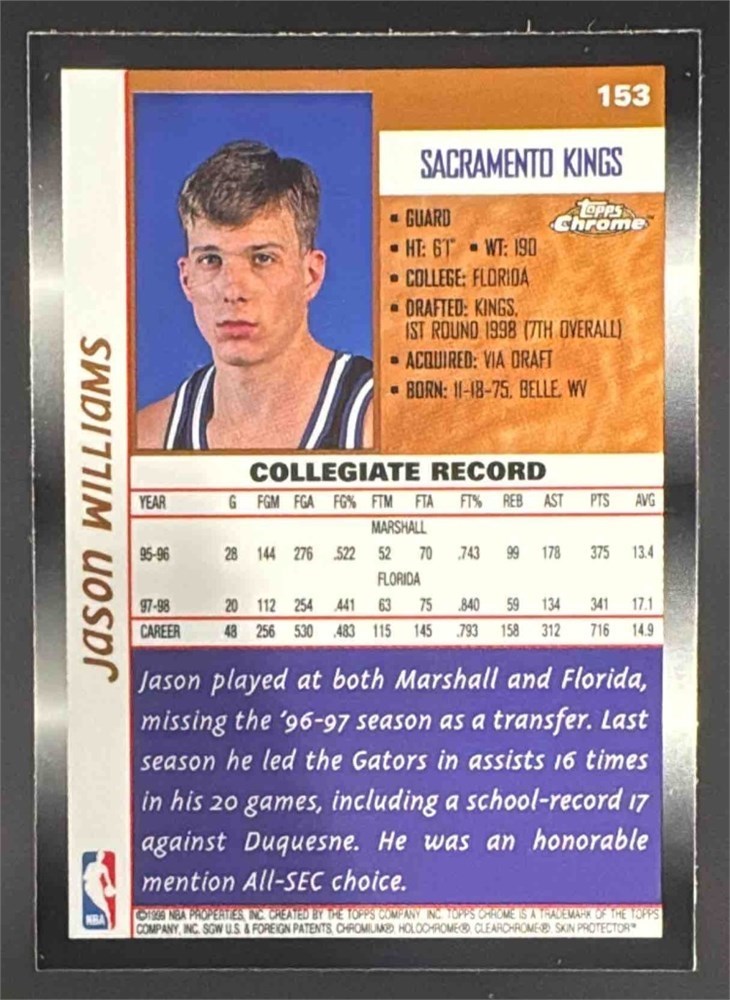 153
SACRAMENTO KINGS
Topps
Chrome™
▪ GUARD
▪ HT: 6'1" ▪ WT: 190
▪ COLLEGE: FLORIDA
▪ DRAFTED: KINGS,
1ST ROUND 1998 (7TH OVERALL)
▪ ACQUIRED: VIA DRAFT
▪ BORN: 11-18-75, BELLE, WV
Jason Williams
COLLEGIATE RECORD
YEAR G FGM FGA FG% FTM FTA FT% REB AST PTS AVG
MARSHALL
95-96 28 144 276 .522 52 70 .743 99 178 375 13.4
FLORIDA
97-98 20 112 254 .441 63 75 .840 59 134 341 17.1
CAREER 48 256 530 .483 115 145 .793 158 312 716 14.9
Jason played at both Marshall and Florida,
missing the '96-97 season as a transfer. Last
season he led the Gators in assists 16 times
in his 20 games, including a school-record 17
against Duquesne. He was an honorable
mention All-SEC choice.
NBA
©1999 NBA PROPERTIES, INC. CREATED BY THE TOPPS COMPANY, INC. TOPPS CHROME IS A TRADEMARK OF THE TOPPS
COMPANY, INC. SGW U.S. & FOREIGN PATENTS, CHROMIUM®, HOLOCHROME®, CLEARCHROME®, SKIN PROTECTOR™